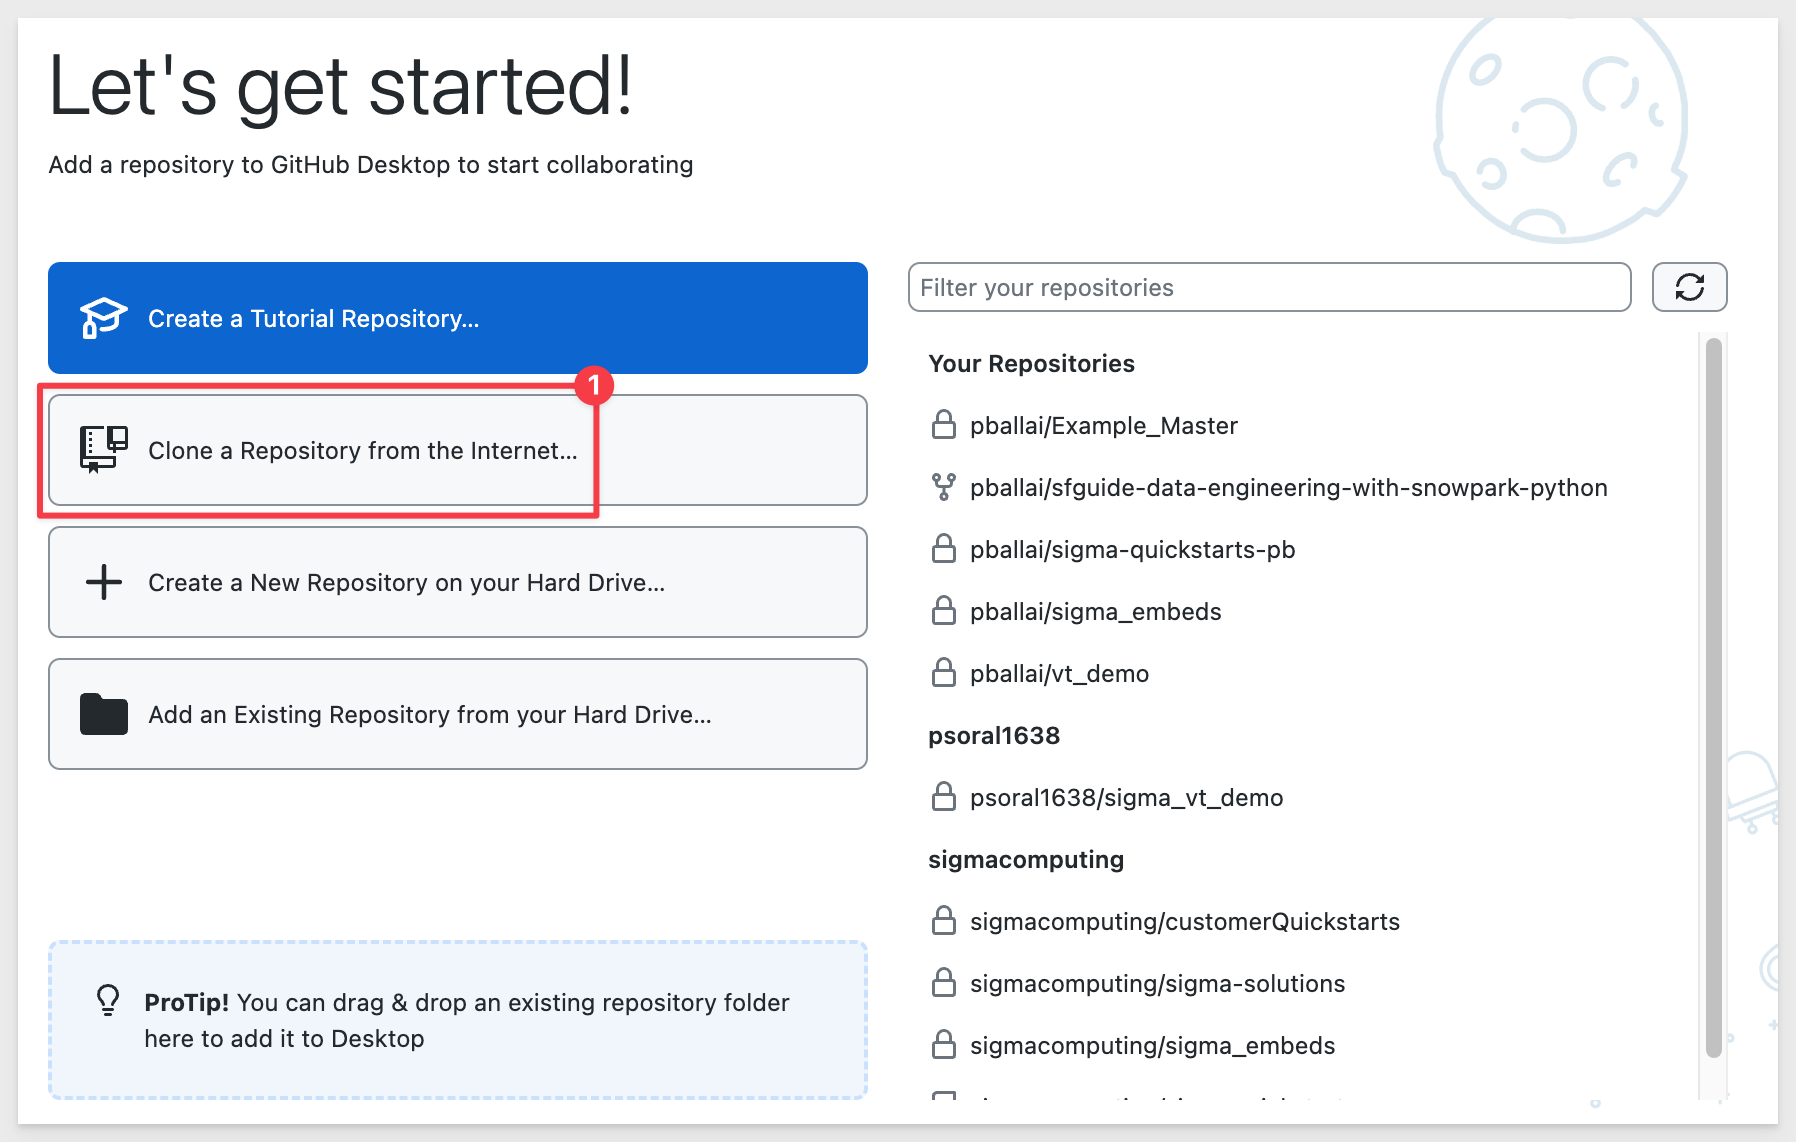 Let's get started!
Add a repository to GitHub Desktop to start collaborating
Create a Tutorial Repository...
1
Clone a Repository from the Internet...
Create a New Repository on your Hard Drive...
Add an Existing Repository from your Hard Drive...
ProTip! You can drag & drop an existing repository folder
here to add it to Desktop
Filter your repositories
Your Repositories
pballai/Example_Master
pballai/sfguide-data-engineering-with-snowpark-python
pballai/sigma-quickstarts-pb
pballai/sigma_embeds
pballai/vt_demo
psoral1638
psoral1638/sigma_vt_demo
sigmacomputing
sigmacomputing/customerQuickstarts
sigmacomputing/sigma-solutions
sigmacomputing/sigma_embeds